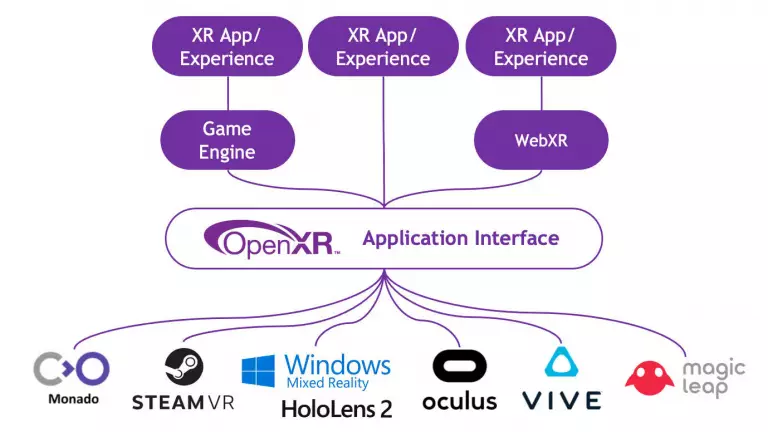 XR App/
Experience
XR App/
Experience
XR App/
Experience
Game
Engine
WebXR
OpenXR™
Application Interface
Monado
STEAMVR
Windows
Mixed Reality
HoloLens 2
oculus
VIVE
magic
leap